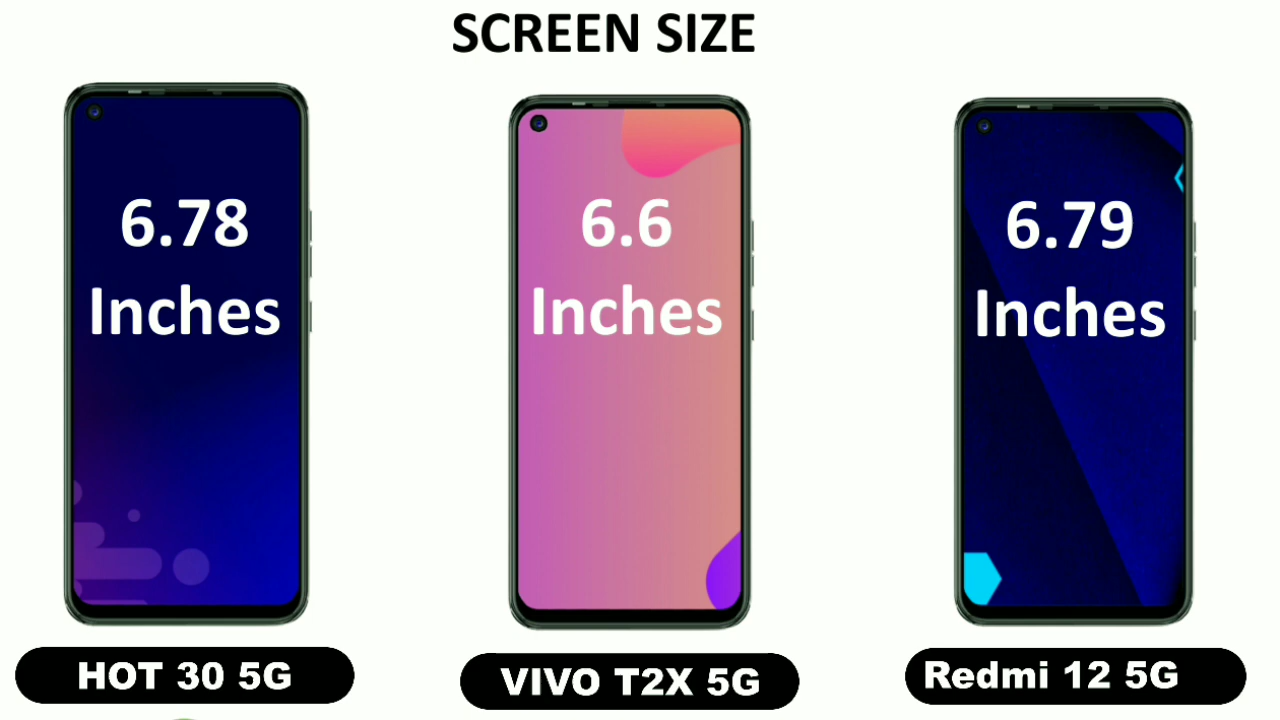 SCREEN SIZE
6.78
Inches
6.6
Inches
6.79
Inches
HOT 30 5G
VIVO T2X 5G
Redmi 12 5G